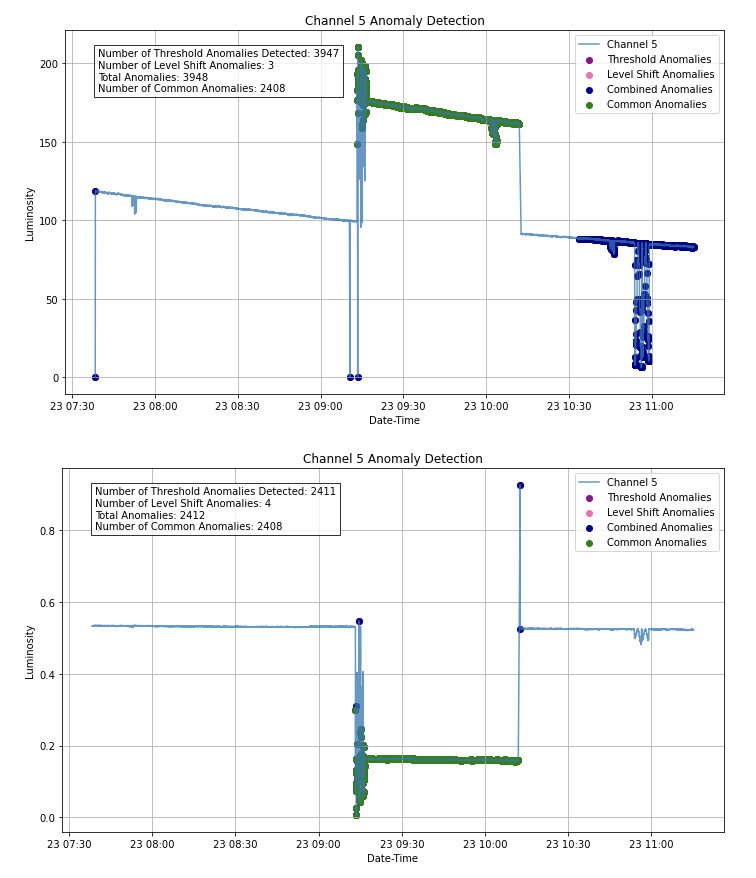 Channel 5 Anomaly Detection
Number of Threshold Anomalies Detected: 3947
Number of Level Shift Anomalies: 3
Total Anomalies: 3948
Number of Common Anomalies: 2408
Channel 5
Threshold Anomalies
Level Shift Anomalies
Combined Anomalies
Common Anomalies
200
150
100
50
0
Luminosity
23 07:30 23 08:00 23 08:30 23 09:00 23 09:30 23 10:00 23 10:30 23 11:00
Date-Time
Channel 5 Anomaly Detection
Number of Threshold Anomalies Detected: 2411
Number of Level Shift Anomalies: 4
Total Anomalies: 2412
Number of Common Anomalies: 2408
Channel 5
Threshold Anomalies
Level Shift Anomalies
Combined Anomalies
Common Anomalies
0.8
0.6
0.4
0.2
0.0
Luminosity
23 07:30 23 08:00 23 08:30 23 09:00 23 09:30 23 10:00 23 10:30 23 11:00
Date-Time